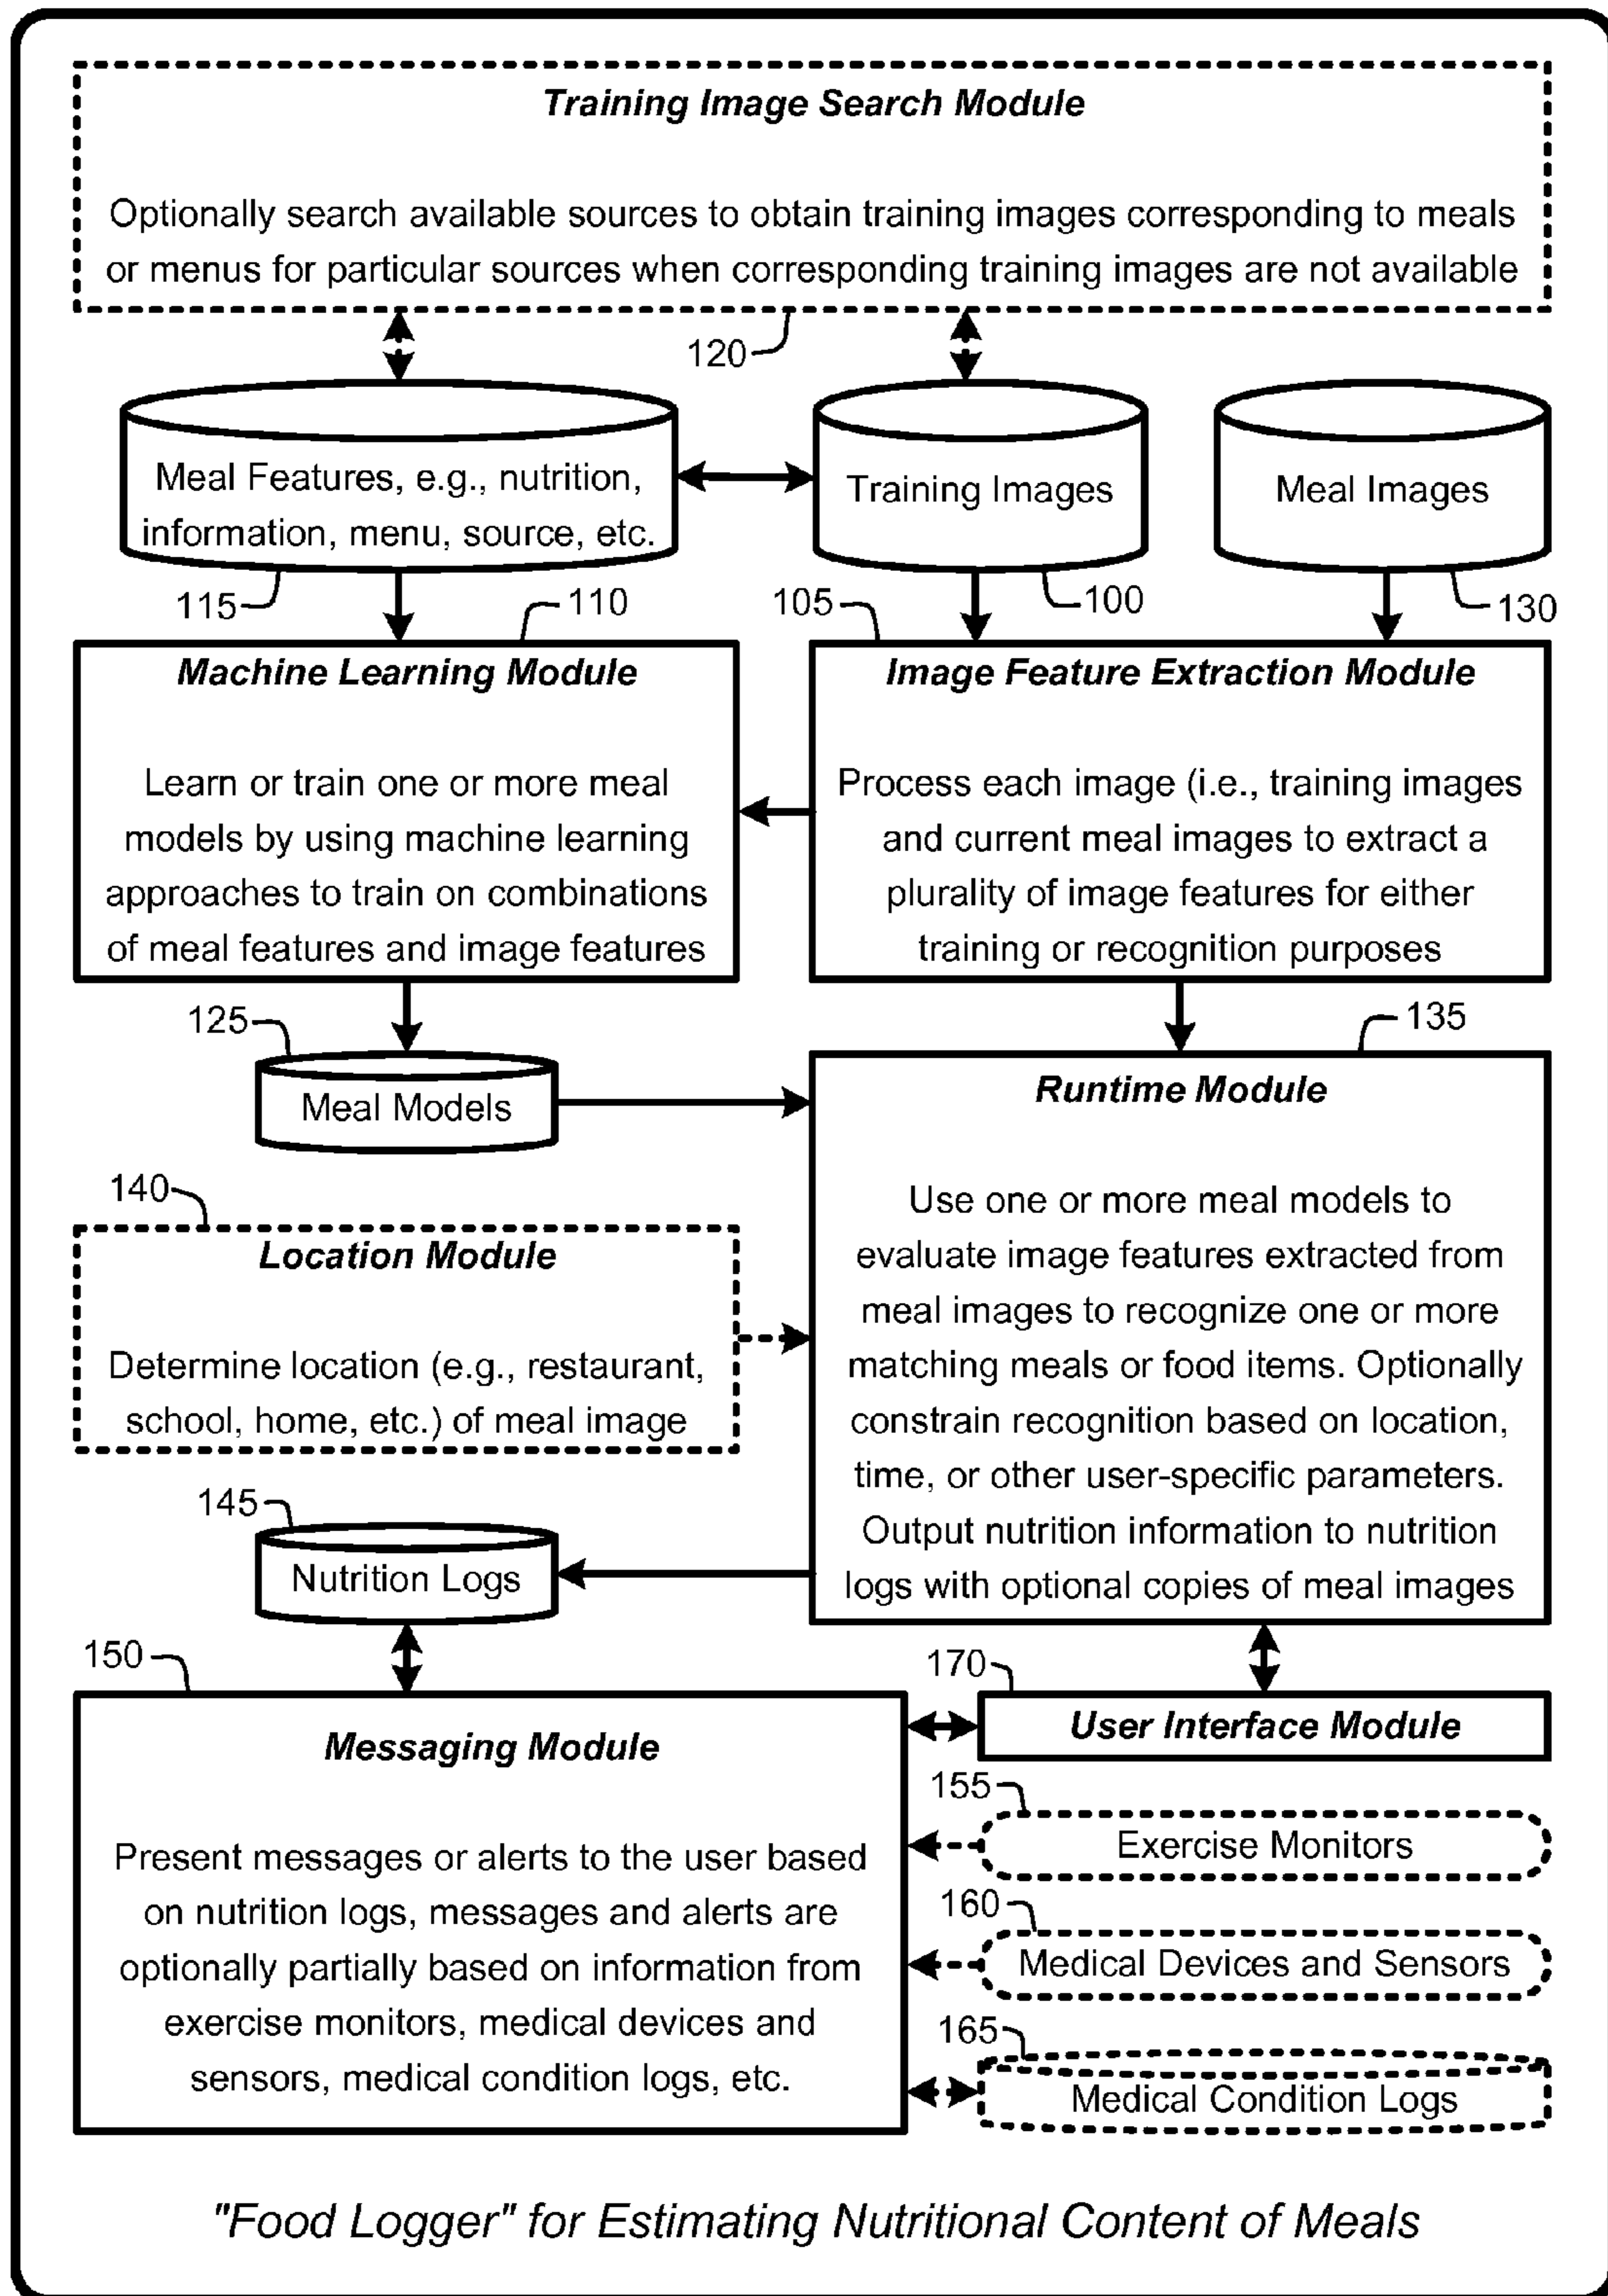 Training Image Search Module
Optionally search available sources to obtain training images corresponding to meals
or menus for particular sources when corresponding training images are not available
120
Meal Features, e.g., nutrition,
information, menu, source, etc.
Training Images
Meal Images
115
110
105
100
130
Machine Learning Module
Learn or train one or more meal
models by using machine learning
approaches to train on combinations
of meal features and image features
Image Feature Extraction Module
Process each image (i.e., training images
and current meal images to extract a
plurality of image features for either
training or recognition purposes
125
Meal Models
135
Runtime Module
Use one or more meal models to
evaluate image features extracted from
meal images to recognize one or more
matching meals or food items. Optionally
constrain recognition based on location,
time, or other user-specific parameters.
Output nutrition information to nutrition
logs with optional copies of meal images
140
Location Module
Determine location (e.g., restaurant,
school, home, etc.) of meal image
145
Nutrition Logs
150
Messaging Module
Present messages or alerts to the user based
on nutrition logs, messages and alerts are
optionally partially based on information from
exercise monitors, medical devices and
sensors, medical condition logs, etc.
170
User Interface Module
155
Exercise Monitors
160
Medical Devices and Sensors
165
Medical Condition Logs
"Food Logger" for Estimating Nutritional Content of Meals